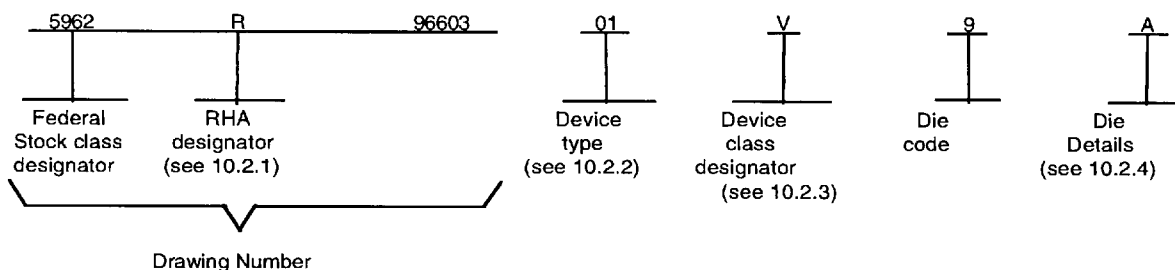 5962 R 96603 01 V 9 A
Federal Stock class designator
RHA designator (see 10.2.1)
Device type (see 10.2.2)
Device class designator (see 10.2.3)
Die code
Die Details (see 10.2.4)
Drawing Number